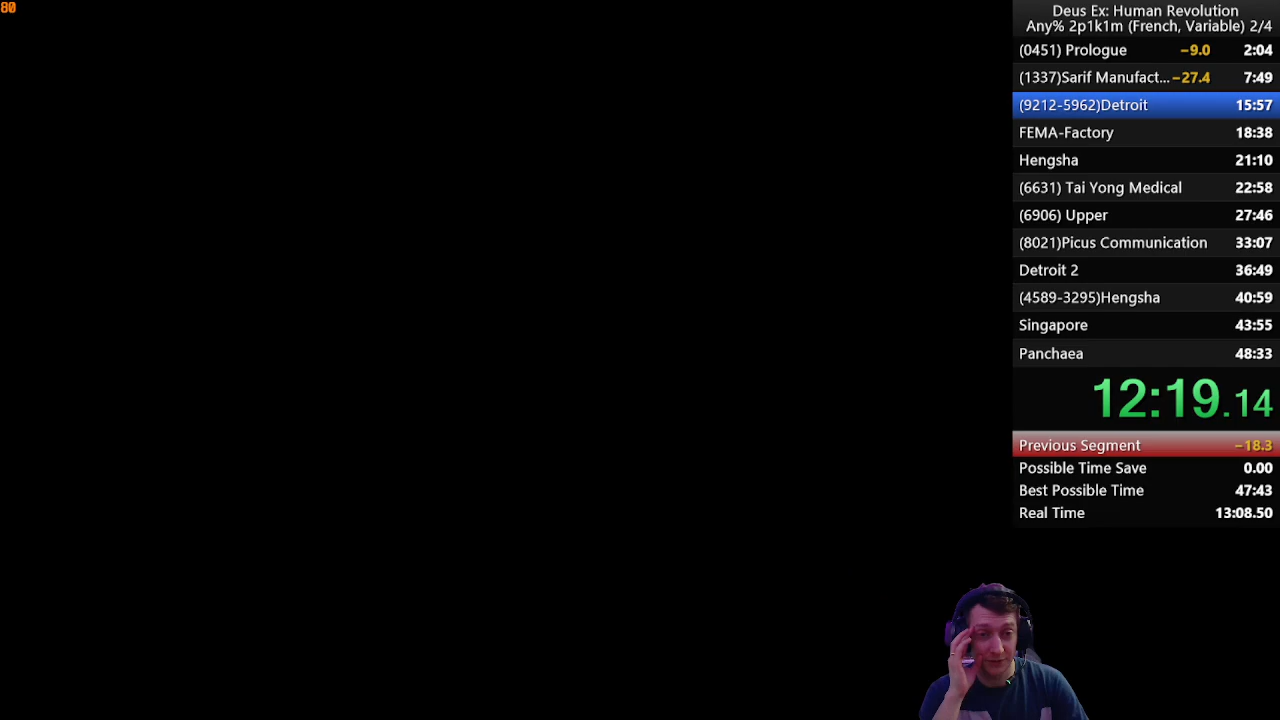 80
Deus Ex: Human Revolution
Any% 2p1k1m (French, Variable) 2/4
(0451) Prologue -9.0 2:04
(1337)Sarif Manufact... -27.4 7:49
(9212-5962)Detroit 15:57
FEMA-Factory 18:38
Hengsha 21:10
(6631) Tai Yong Medical 22:58
(6906) Upper 27:46
(8021)Picus Communication 33:07
Detroit 2 36:49
(4589-3295)Hengsha 40:59
Singapore 43:55
Panchaea 48:33
12:19.14
Previous Segment -18.3
Possible Time Save 0.00
Best Possible Time 47:43
Real Time 13:08.50